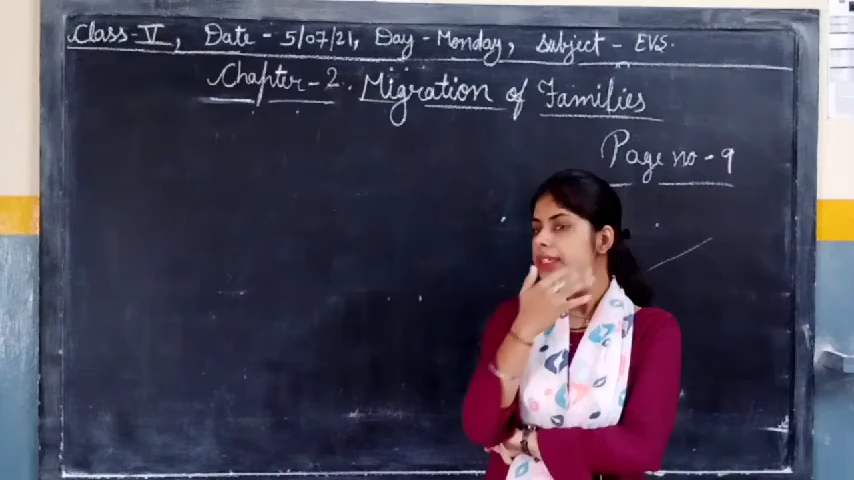 Class - V, Date - 5/07/21, Day - Monday, Subject - EVS.
Chapter - 2. Migration of Families
Page no - 9